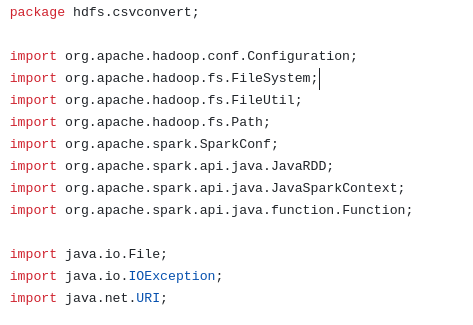 package hdfs.csvconvert;
import org.apache.hadoop.conf.Configuration;
import org.apache.hadoop.fs.FileSystem;
import org.apache.hadoop.fs.FileUtil;
import org.apache.hadoop.fs.Path;
import org.apache.spark.SparkConf;
import org.apache.spark.api.java.JavaRDD;
import org.apache.spark.api.java.JavaSparkContext;
import org.apache.spark.api.java.function.Function;
import java.io.File;
import java.io.IOException;
import java.net.URI;